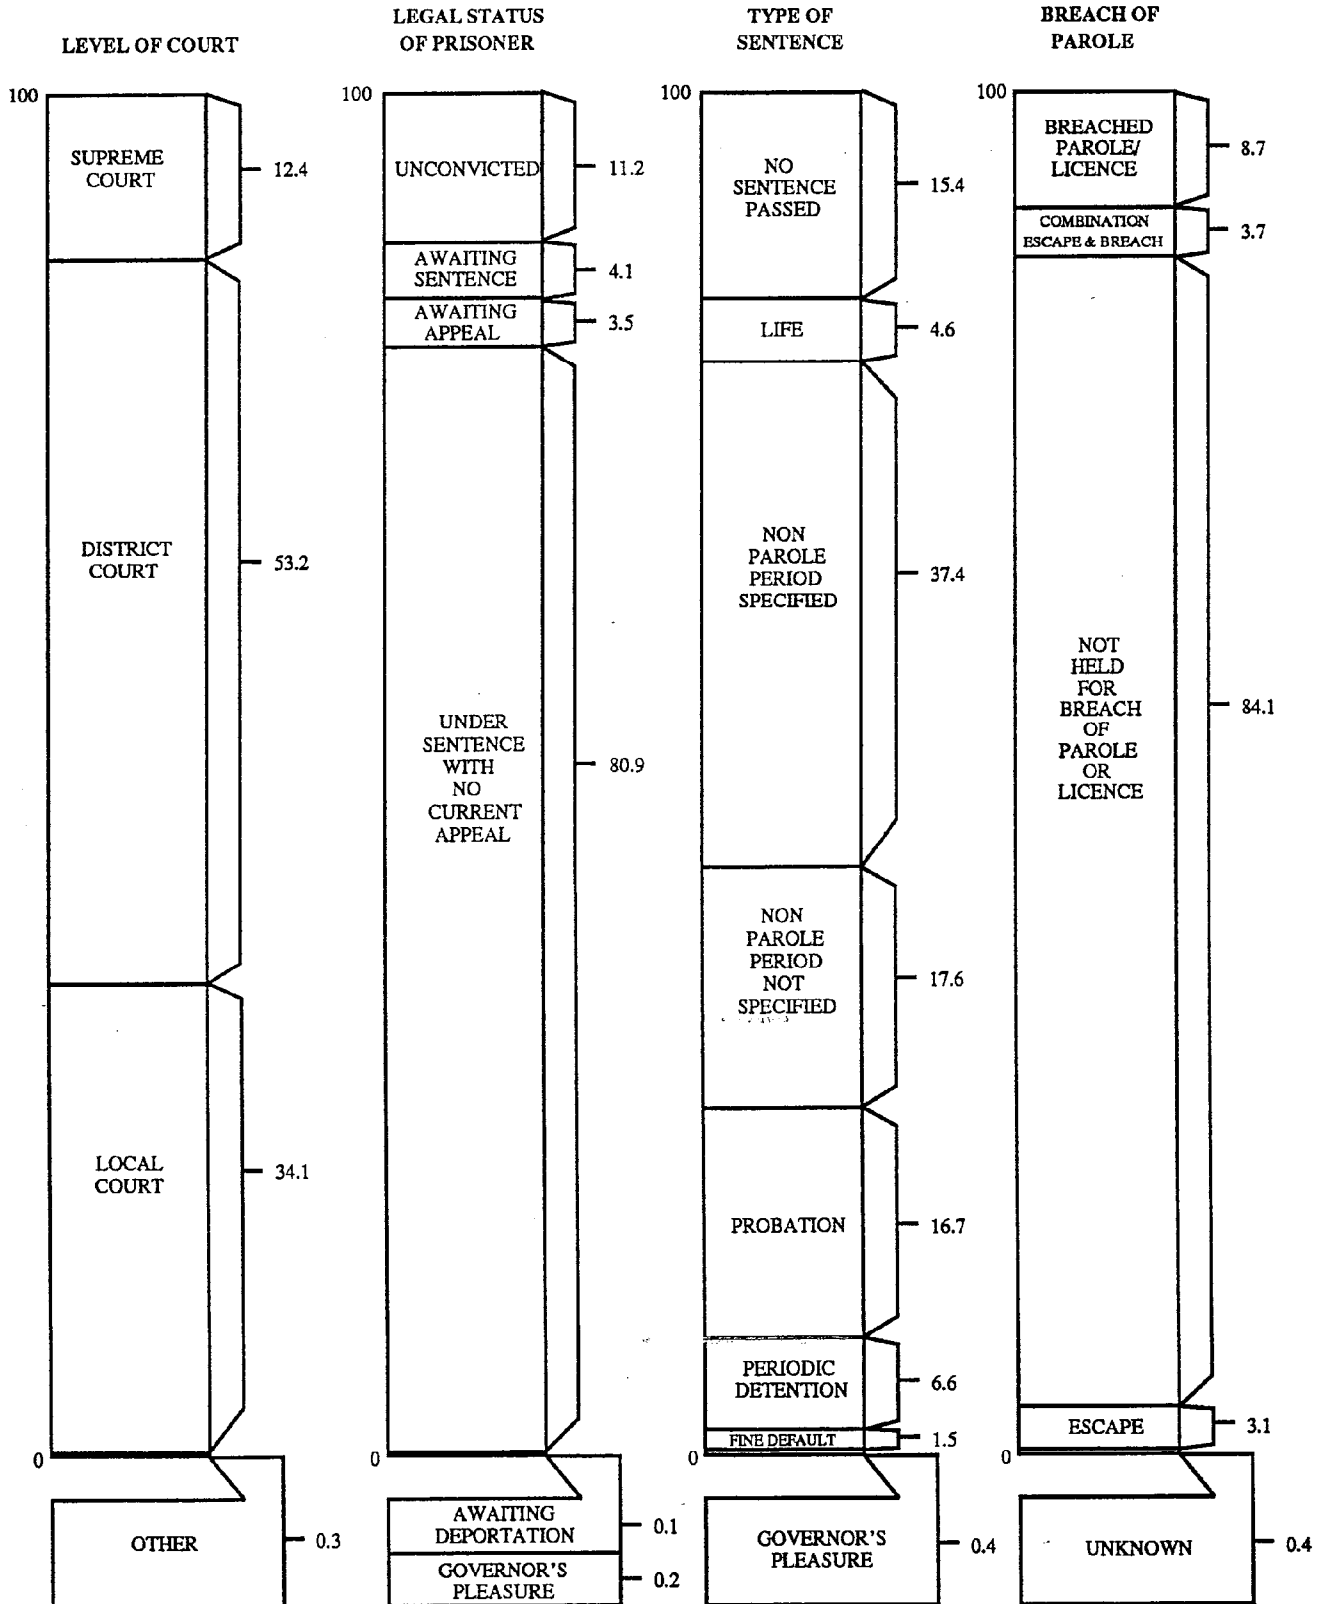 LEVEL OF COURT
100
SUPREME
COURT
12.4
DISTRICT
COURT
53.2
LOCAL
COURT
34.1
0
OTHER
0.3
LEGAL STATUS
OF PRISONER
100
UNCONVICTED
11.2
AWAITING
SENTENCE
4.1
AWAITING
APPEAL
3.5
UNDER
SENTENCE
WITH
NO
CURRENT
APPEAL
80.9
0
AWAITING
DEPORTATION
0.1
GOVERNOR'S
PLEASURE
0.2
TYPE OF
SENTENCE
100
NO
SENTENCE
PASSED
15.4
LIFE
4.6
NON
PAROLE
PERIOD
SPECIFIED
37.4
NON
PAROLE
PERIOD
NOT
SPECIFIED
17.6
PROBATION
16.7
PERIODIC
DETENTION
6.6
FINE DEFAULT
1.5
0
GOVERNOR'S
PLEASURE
0.4
BREACH OF
PAROLE
100
BREACHED
PAROLE/
LICENCE
8.7
COMBINATION
ESCAPE & BREACH
3.7
NOT
HELD
FOR
BREACH
OF
PAROLE
OR
LICENCE
84.1
ESCAPE
3.1
0
UNKNOWN
0.4